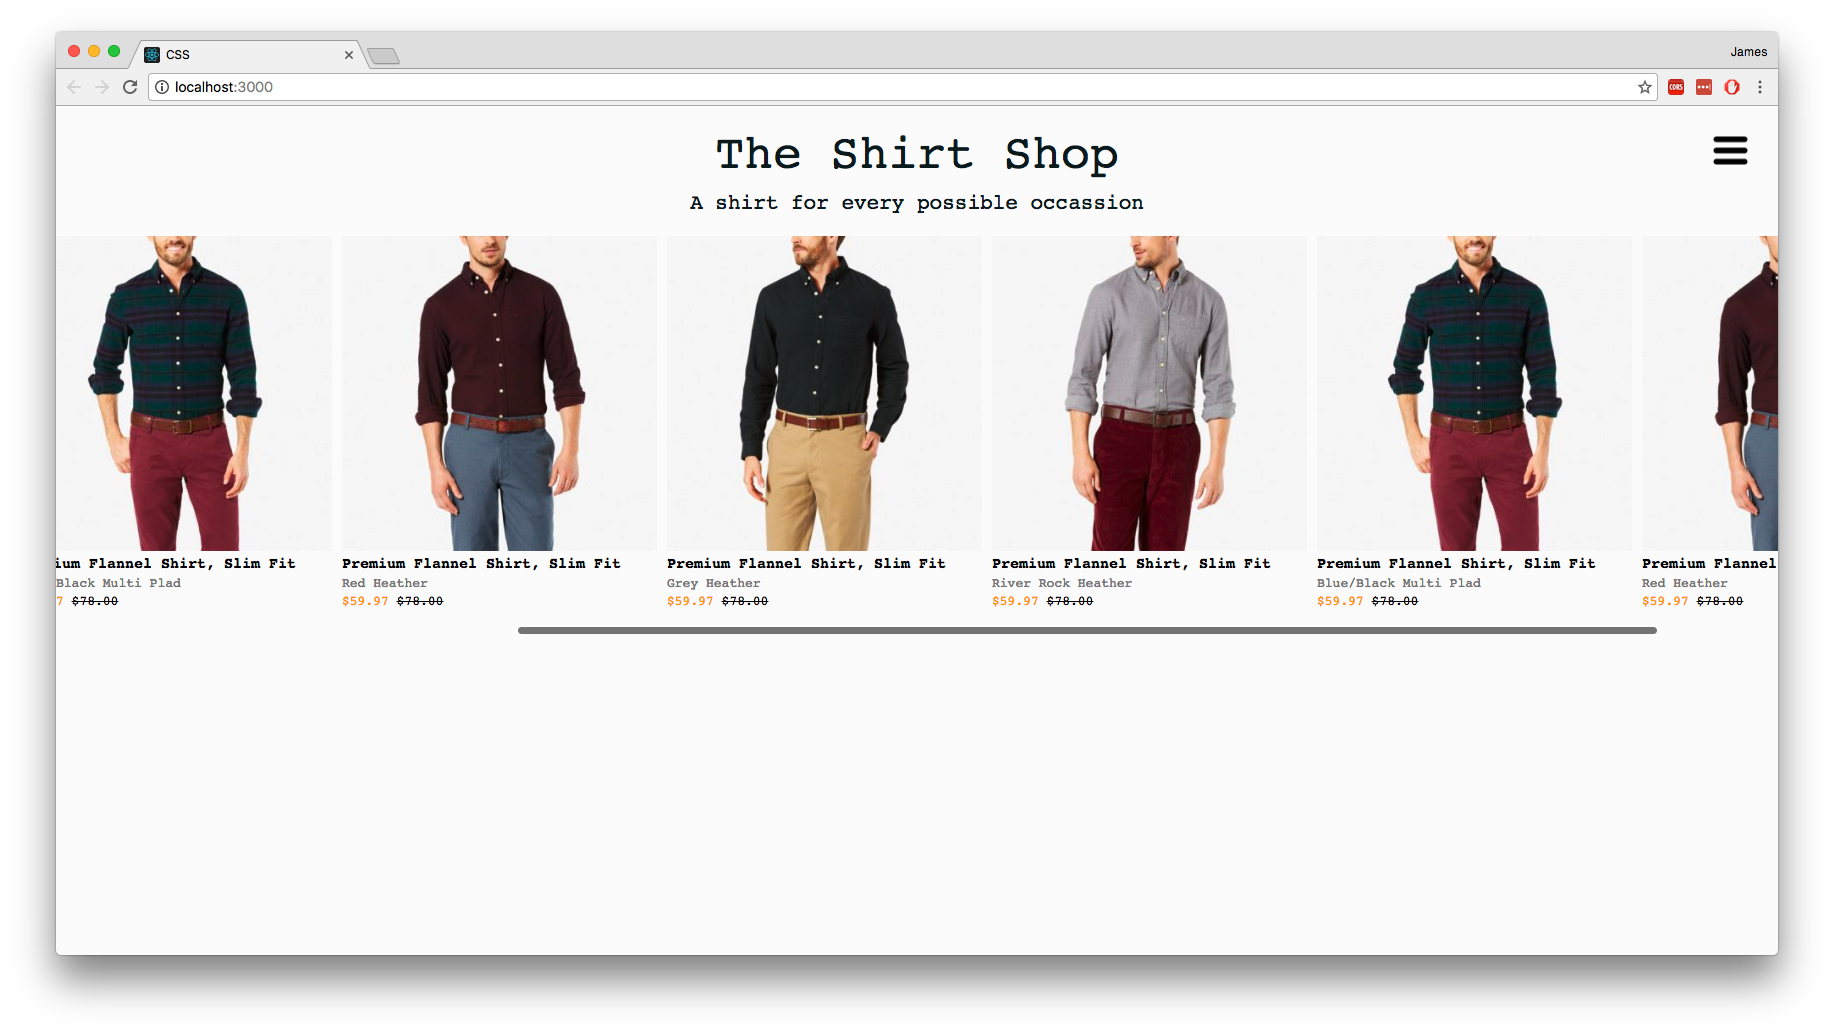 CSS
James
localhost:3000
CORS
The Shirt Shop
A shirt for every possible occassion
ium Flannel Shirt, Slim Fit
Black Multi Plad
7 $78.00
Premium Flannel Shirt, Slim Fit
Red Heather
$59.97 $78.00
Premium Flannel Shirt, Slim Fit
Grey Heather
$59.97 $78.00
Premium Flannel Shirt, Slim Fit
River Rock Heather
$59.97 $78.00
Premium Flannel Shirt, Slim Fit
Blue/Black Multi Plad
$59.97 $78.00
Premium Flannel
Red Heather
$59.97 $78.00